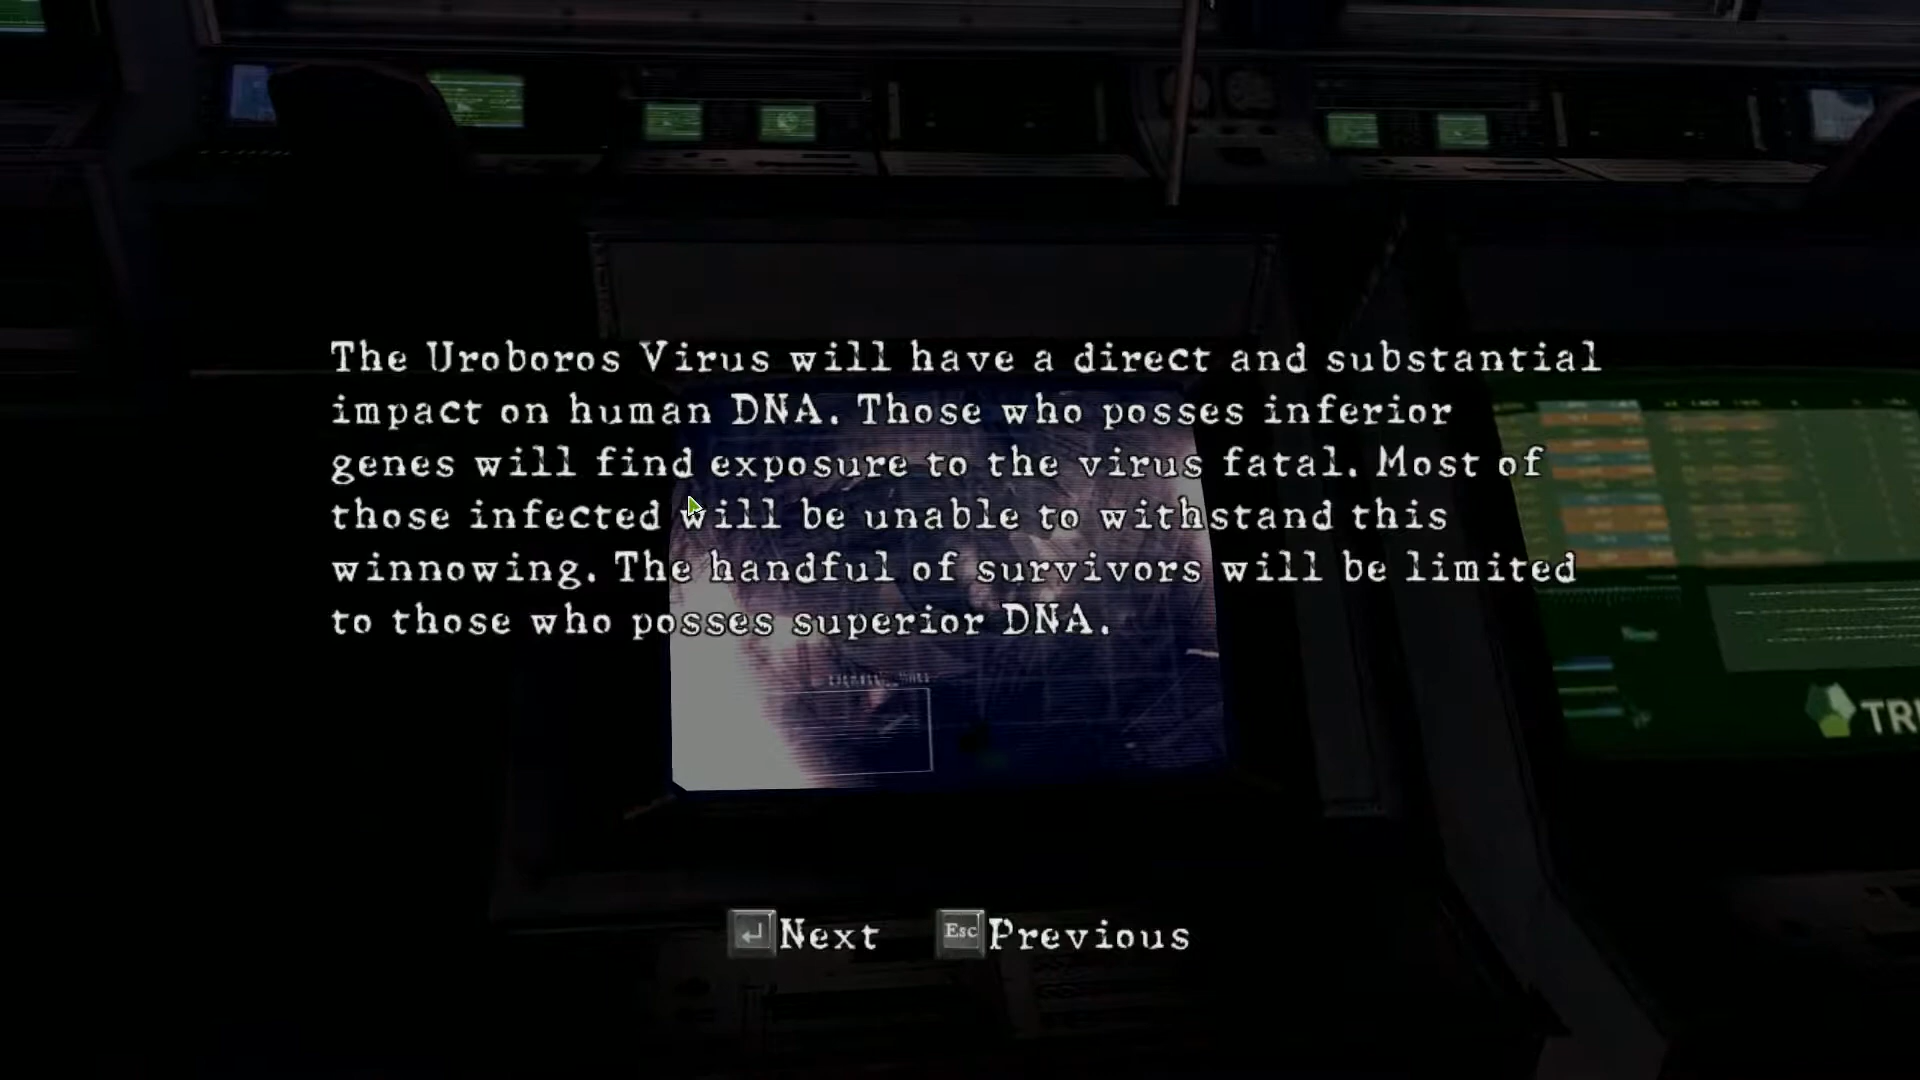 The Uroboros Virus will have a direct and substantial
impact on human DNA. Those who posses inferior
genes will find exposure to the virus fatal. Most of
those infected will be unable to withstand this
winnowing. The handful of survivors will be limited
to those who posses superior DNA.
TR
Esc
Next Previous